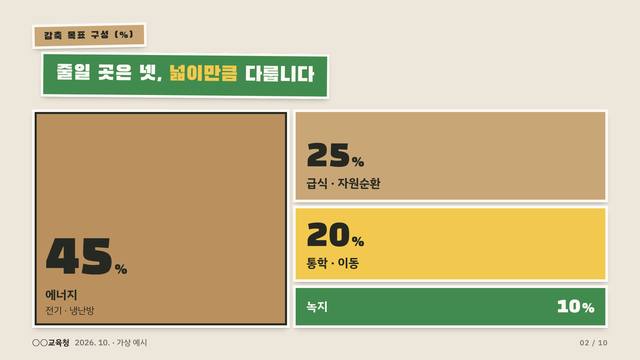 감축 목표 구성 (%)
줄일 곳은 넷, 넓이만큼 다룹니다
45%
에너지
전기 · 냉난방
25%
급식 · 자원순환
20%
통학 · 이동
녹지
10%
○○교육청 2026. 10. · 가상 예시
02 / 10